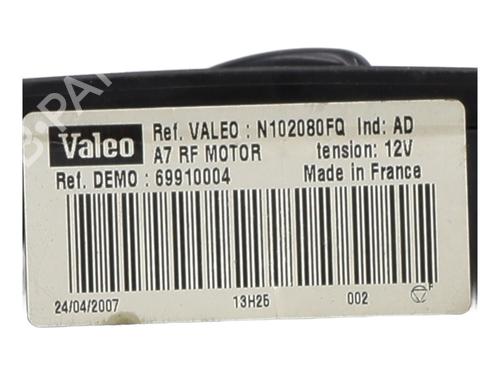 Valeo
Ref. VALEO : N102080FQ Ind: AD
A7 RF MOTOR tension: 12V
Ref. DEMO : 69910004 Made in France
24/04/2007 13H25 002 F